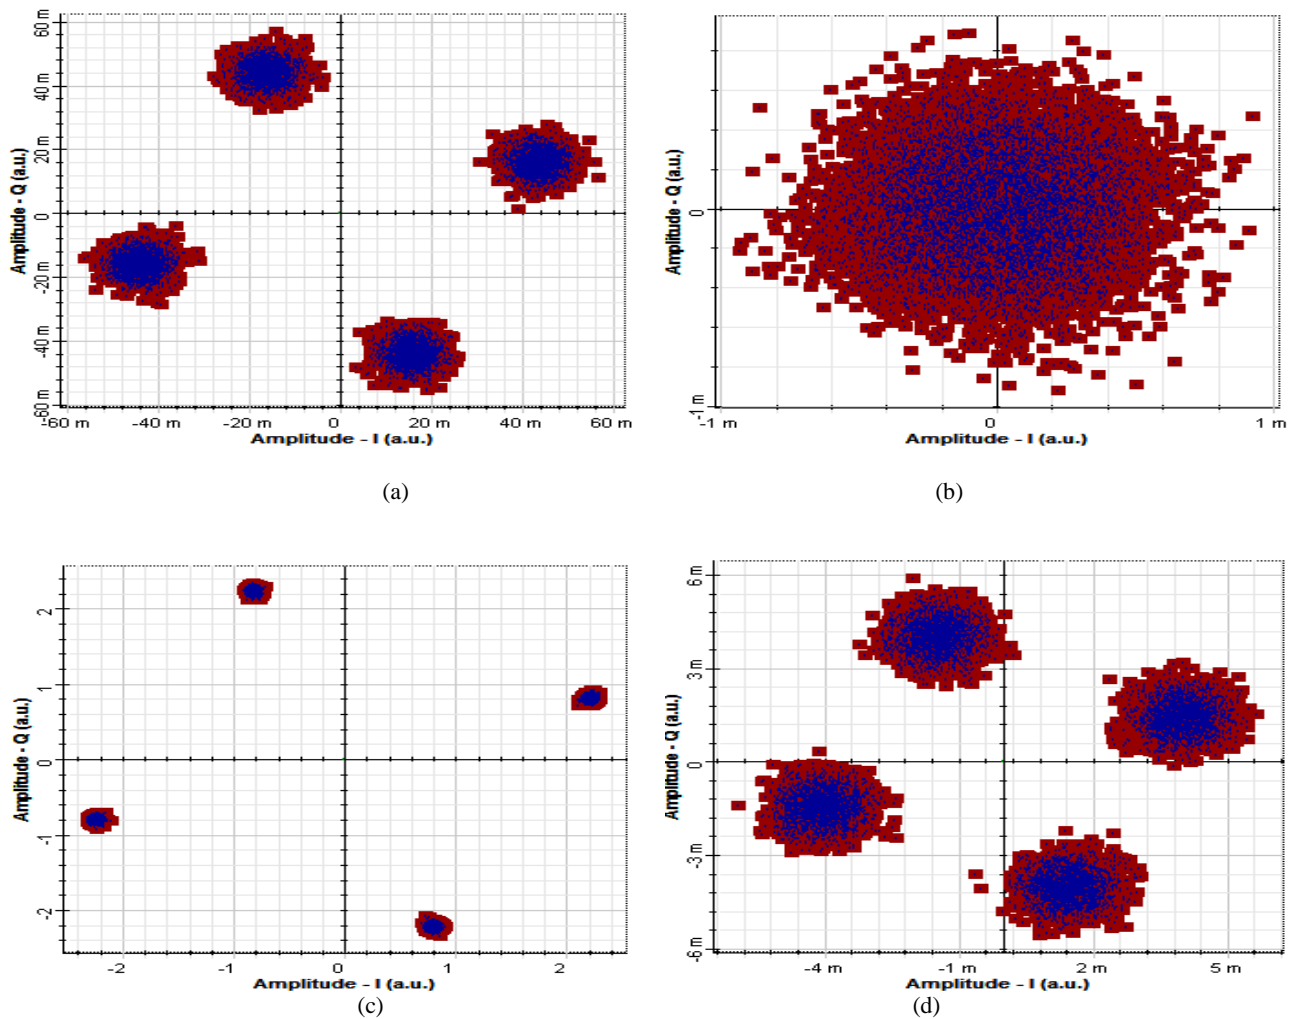 60 m
40 m
20 m
0
-20 m
-40 m
-60 m
Amplitude - Q (a.u.)
-60 m -40 m -20 m 0 20 m 40 m 60 m
Amplitude - I (a.u.)
(a)
0
-1 m
Amplitude - Q (a.u.)
-1 m 0 1 m
Amplitude - I (a.u.)
(b)
2
1
0
-1
-2
Amplitude - Q (a.u.)
-2 -1 0 1 2
Amplitude - I (a.u.)
(c)
6 m
3 m
0
-3 m
-6 m
Amplitude - Q (a.u.)
-4 m -1 m 2 m 5 m
Amplitude - I (a.u.)
(d)